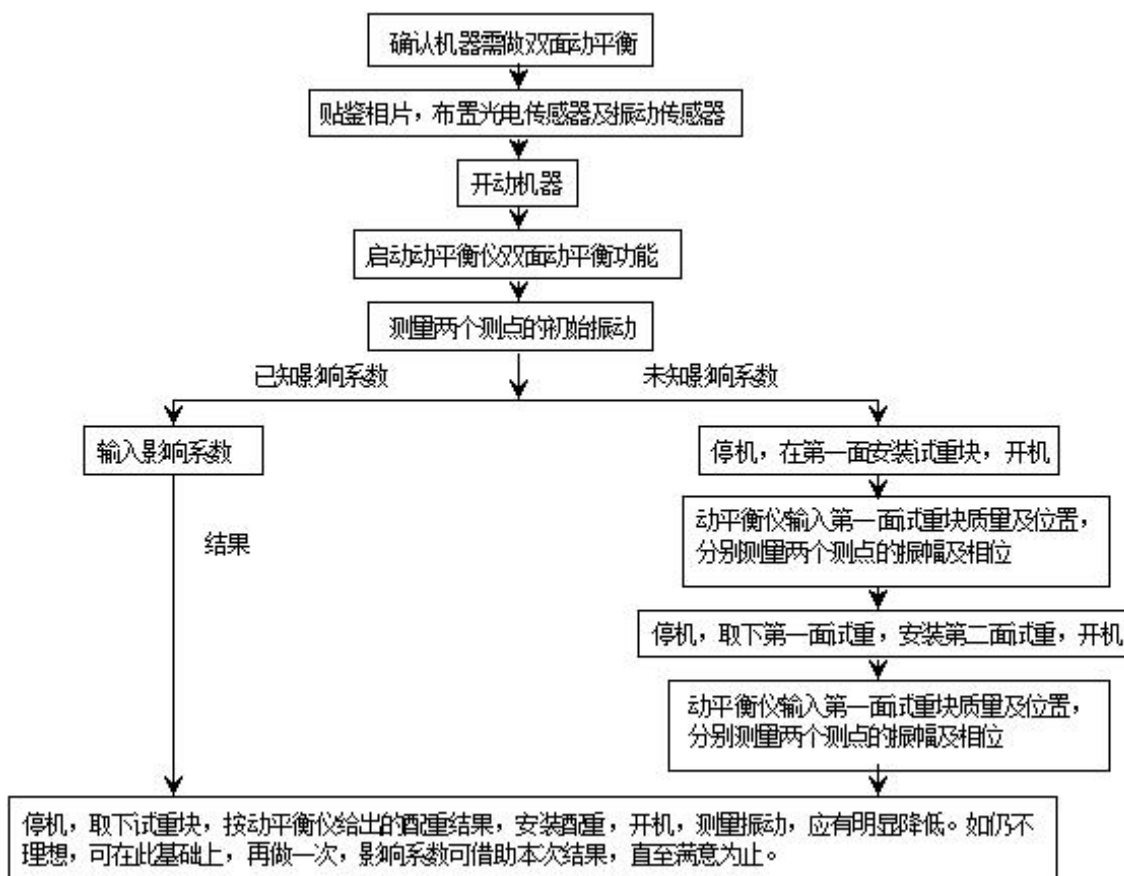 确认机器需做双面动平衡
贴鉴相片，布置光电传感器及振动传感器
开动机器
启动动平衡仪双面动平衡功能
测量两个测点的初始振动
已知影响系数
未知影响系数
输入影响系数
停机，在第一面安装试重块，开机
动平衡仪输入第一面试重块质量及位置，
分别测量两个测点的振幅及相位
结果
停机，取下第一面试重，安装第二面试重，开机
动平衡仪输入第一面试重块质量及位置，
分别测量两个测点的振幅及相位
停机，取下试重块，按动平衡仪给出的配重结果，安装配重，开机，测量振动，应有明显降低。如仍不
理想，可在此基础上，再做一次，影响系数可借助本次结果，直至满意为止。